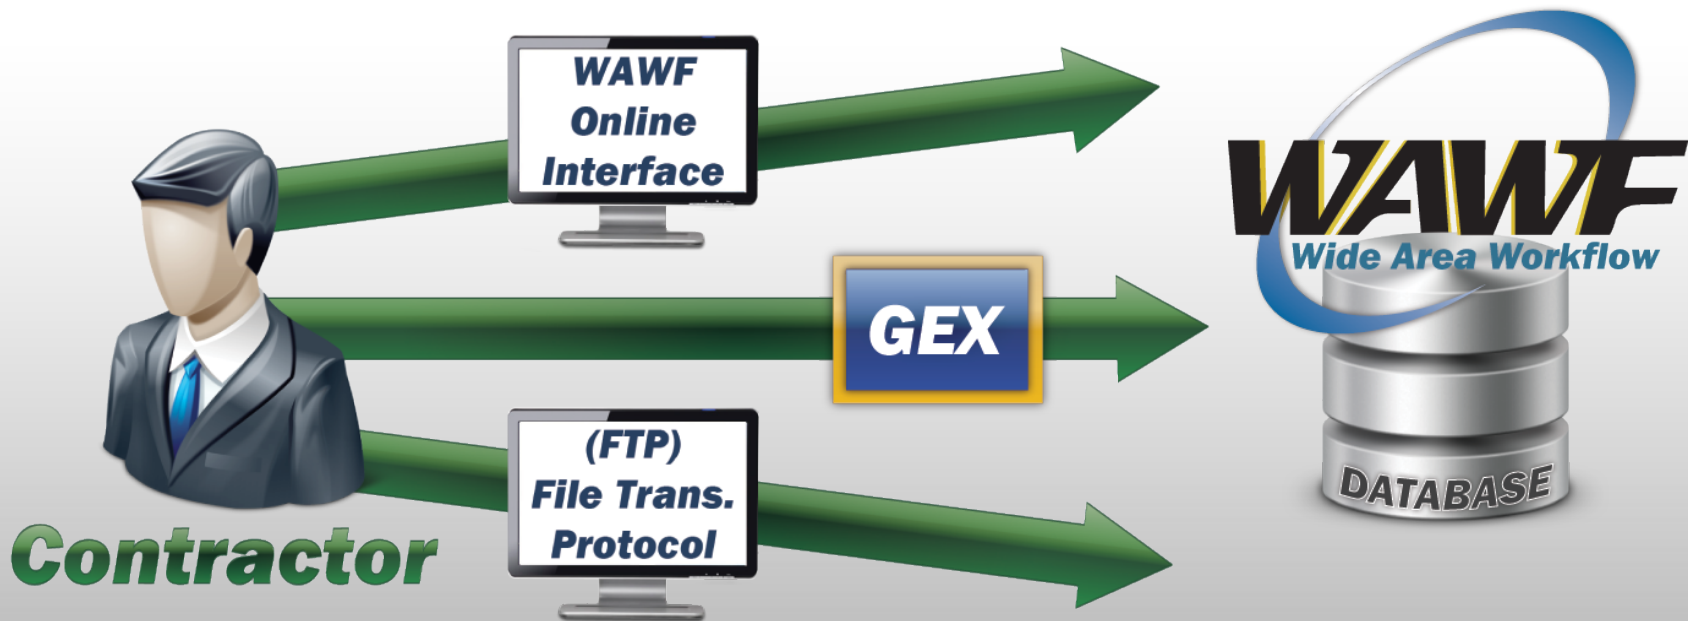 WAWF
Online
Interface
WAWF
Wide Area Workflow
GEX
(FTP)
File Trans.
Protocol
DATABASE
Contractor